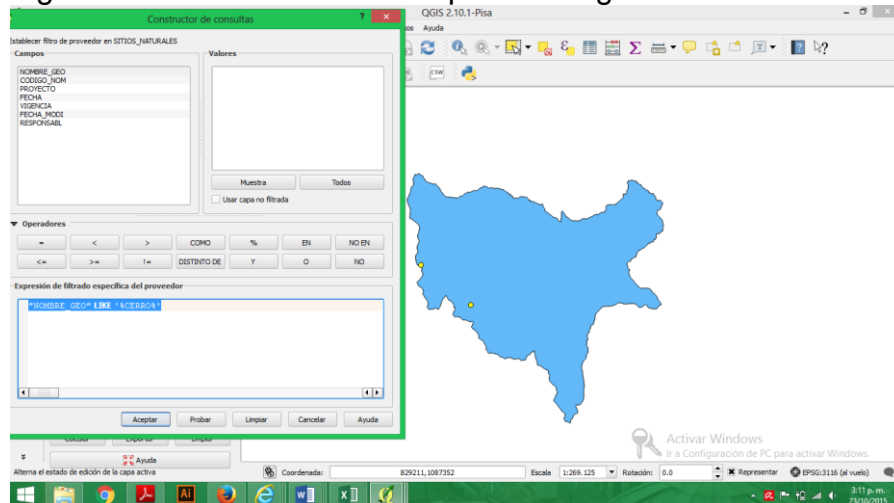 Constructor de consultas
? ×
QGIS 2.10.1-Pisa
Ayuda
Establecer filtro de proveedor en SITIOS_NATURALES
Campos
NOMBRE_GEO
CODIGO_NOM
PROYECTO
FECHA
VIGENCIA
FECHA_MODI
RESPONSABL
Valores
Muestra
Todos
Usar capa no filtrada
Operadores
= < > COMO % EN NO EN
<= >= != DISTINTO DE Y O NO
Expresión de filtrado específica del proveedor
"NOMBRE_GEO" LIKE '%CERRO%'
Aceptar Probar Limpiar Cancelar Ayuda
CSW
Ayuda
Activar Windows
Ir a Configuración de PC para activar Windows.
Alterna el estado de edición de la capa activa
Coordenada: 829211,1087352 Escala 1:269.125 Rotación: 0.0 Representar EPSG:3116 (al vuelo)
3:11 p.m.
23/10/2015